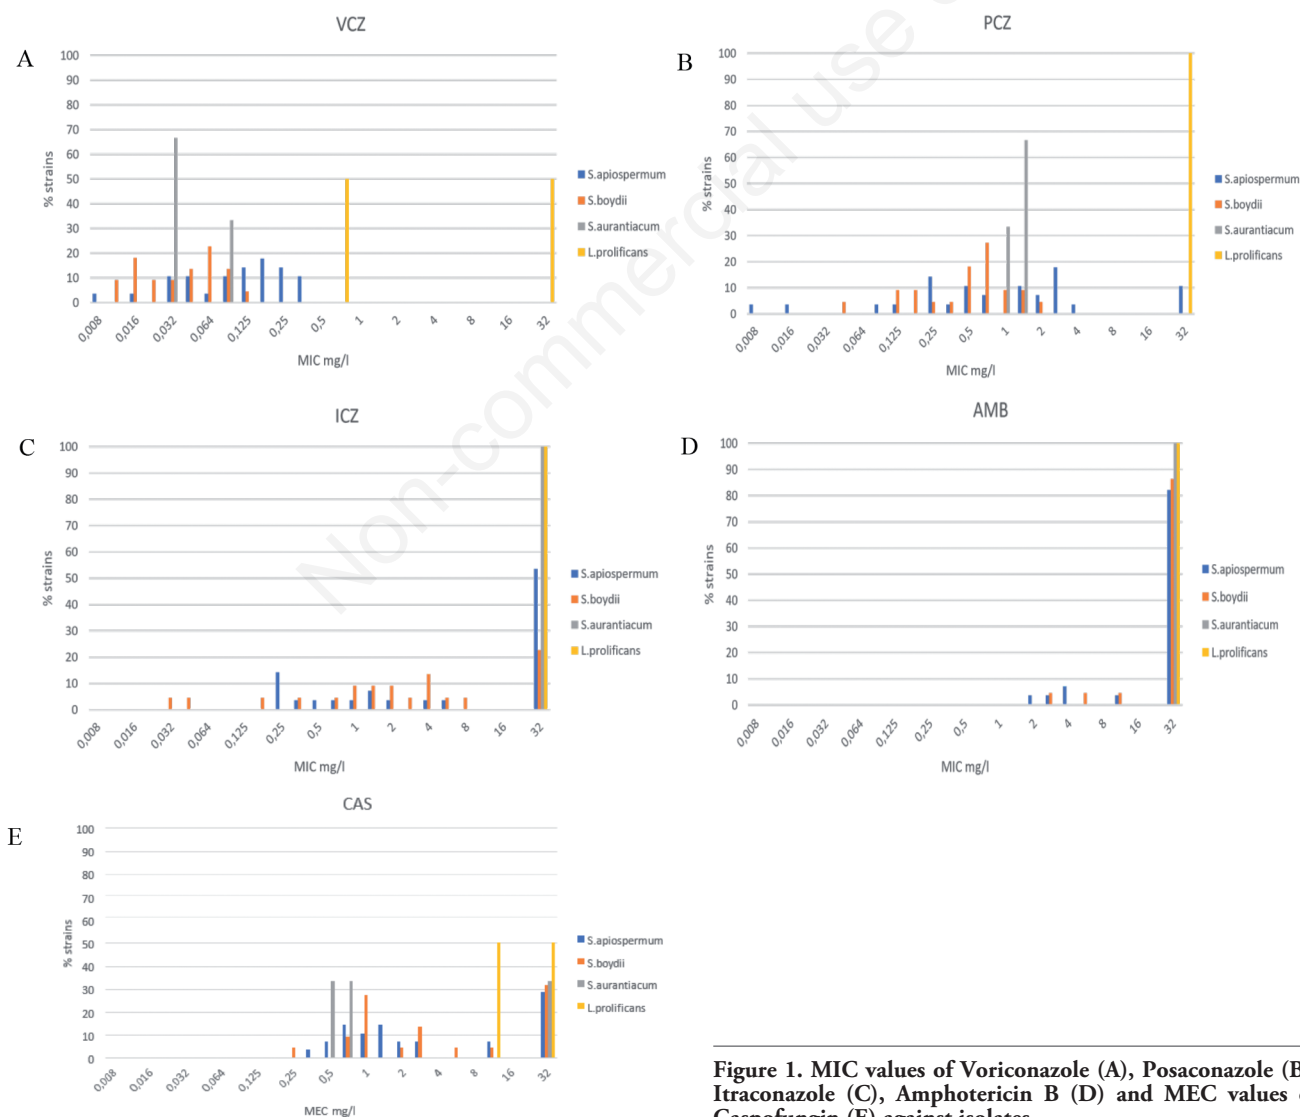 Non-commercial use
A
VCZ
100
90
80
70
60
50
40
30
20
10
0
% strains
0,008 0,016 0,032 0,064 0,125 0,25 0,5 1 2 4 8 16 32
MIC mg/l
S.apiospermum
S.boydii
S.aurantiacum
L.prolificans
B
PCZ
100
90
80
70
60
50
40
30
20
10
0
% strains
0,008 0,016 0,032 0,064 0,125 0,25 0,5 1 2 4 8 16 32
MIC mg/l
S.apiospermum
S.boydii
S.aurantiacum
L.prolificans
C
ICZ
100
90
80
70
60
50
40
30
20
10
0
% strains
0,008 0,016 0,032 0,064 0,125 0,25 0,5 1 2 4 8 16 32
MIC mg/l
S.apiospermum
S.boydii
S.aurantiacum
L.prolificans
D
AMB
100
90
80
70
60
50
40
30
20
10
0
% strains
0,008 0,016 0,032 0,064 0,125 0,25 0,5 1 2 4 8 16 32
MIC mg/l
S.apiospermum
S.boydii
S.aurantiacum
L.prolificans
E
CAS
100
90
80
70
60
50
40
30
20
10
0
% strains
0,008 0,016 0,032 0,064 0,125 0,25 0,5 1 2 4 8 16 32
MEC mg/l
S.apiospermum
S.boydii
S.aurantiacum
L.prolificans
Figure 1. MIC values of Voriconazole (A), Posaconazole (B
Itraconazole (C), Amphotericin B (D) and MEC values
Caspofungin (E) against isolates